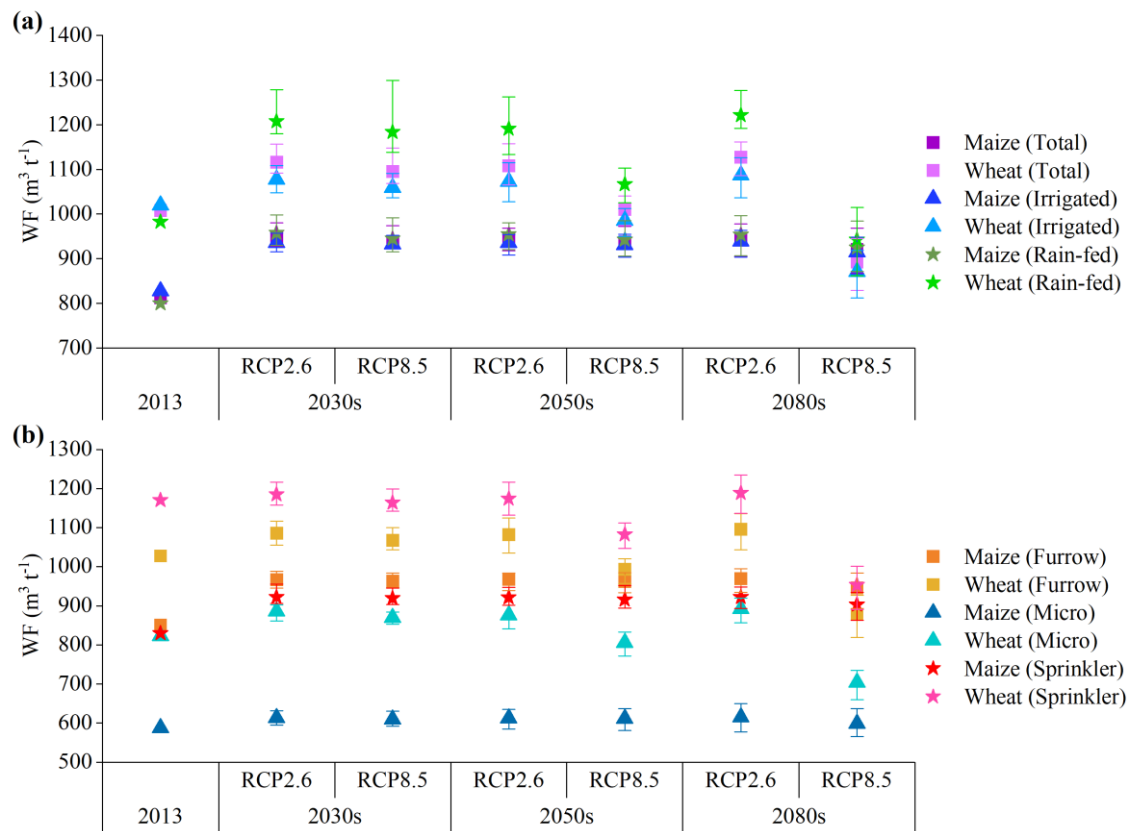 (a)
1400
1300
1200
1100
1000
900
800
700
WF (m³ t⁻¹)
Maize (Total)
Wheat (Total)
Maize (Irrigated)
Wheat (Irrigated)
Maize (Rain-fed)
Wheat (Rain-fed)
RCP2.6 RCP8.5 RCP2.6 RCP8.5 RCP2.6 RCP8.5
2013 2030s 2050s 2080s
(b)
1300
1200
1100
1000
900
800
700
600
500
WF (m³ t⁻¹)
Maize (Furrow)
Wheat (Furrow)
Maize (Micro)
Wheat (Micro)
Maize (Sprinkler)
Wheat (Sprinkler)
RCP2.6 RCP8.5 RCP2.6 RCP8.5 RCP2.6 RCP8.5
2013 2030s 2050s 2080s